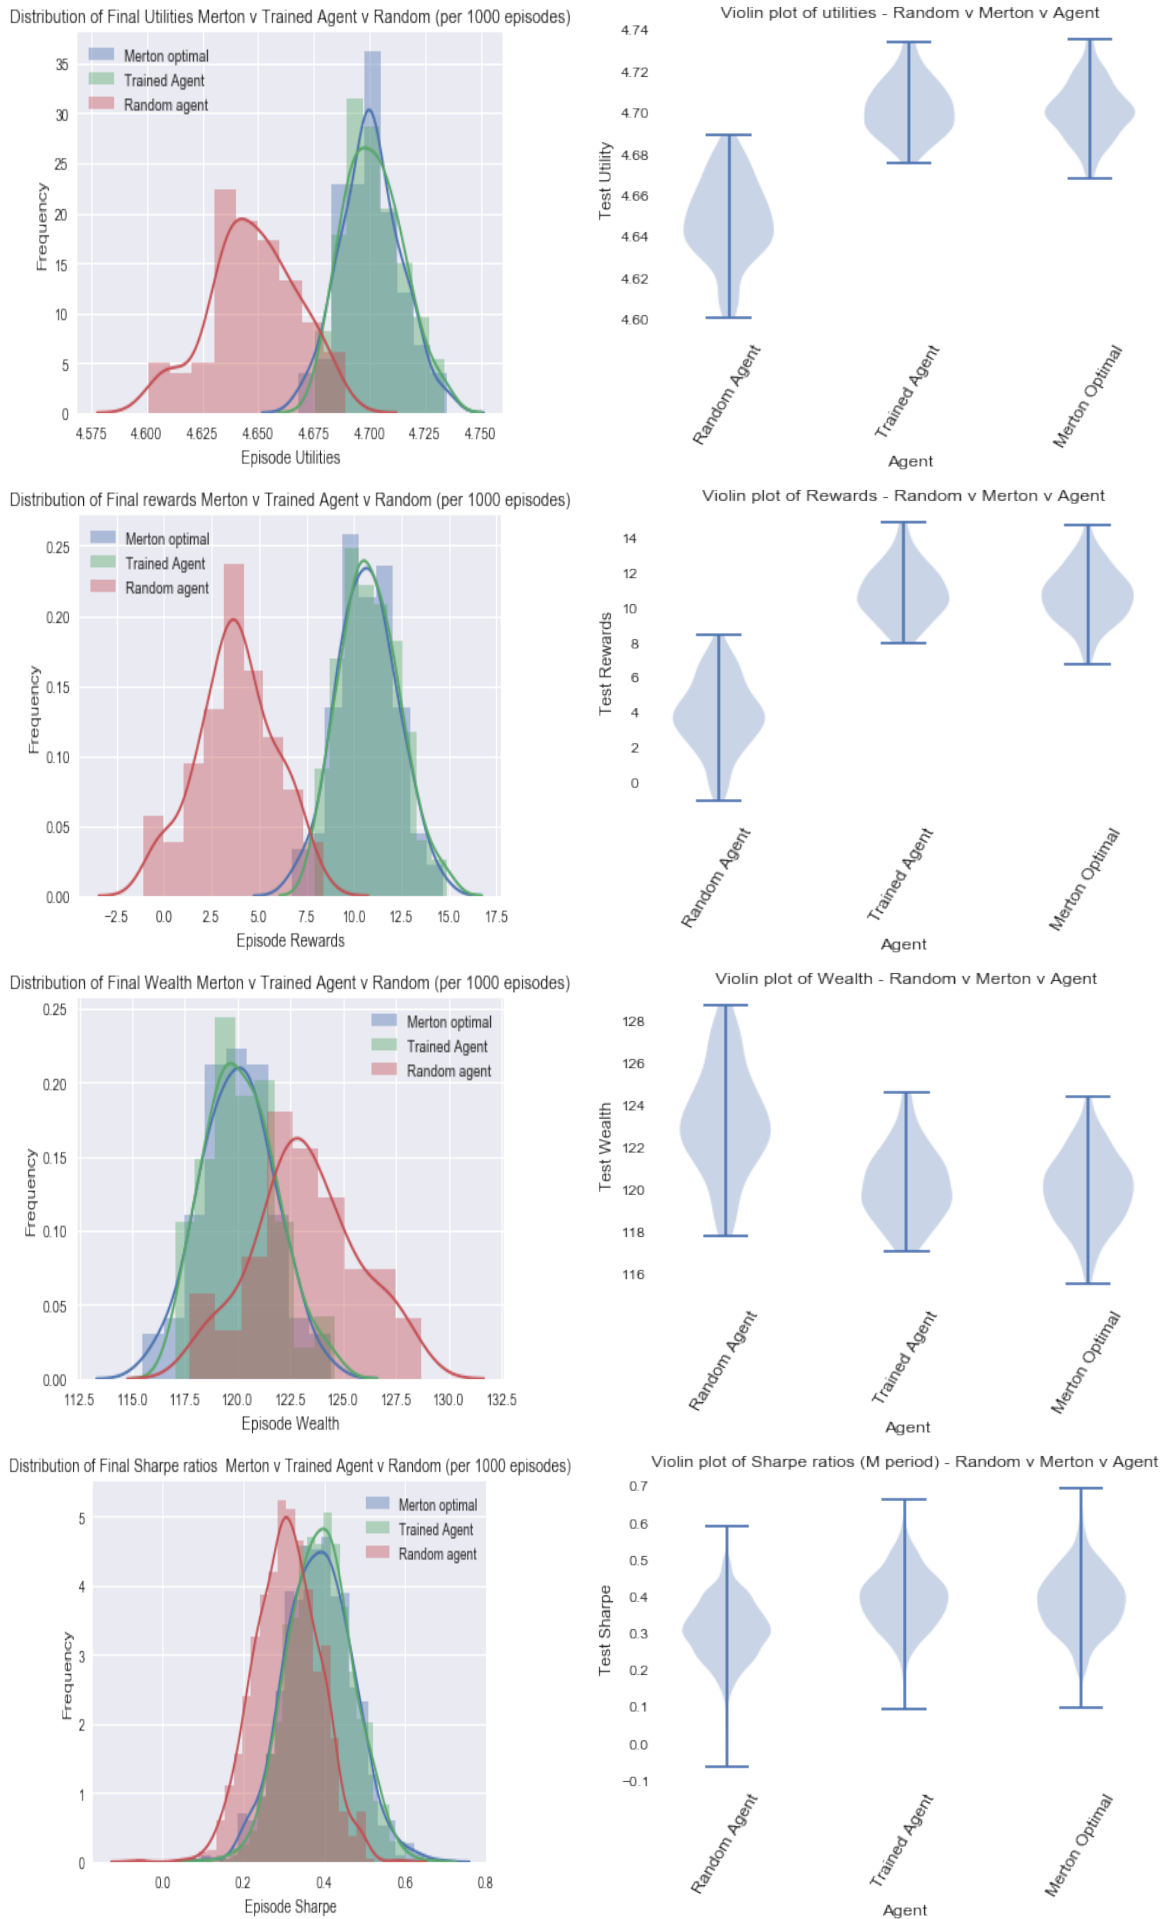 Distribution of Final Utilities Merton v Trained Agent v Random (per 1000 episodes)
Merton optimal
Trained Agent
Random agent
Frequency
35
30
25
20
15
10
5
0
4.575 4.600 4.625 4.650 4.675 4.700 4.725 4.750
Episode Utilities
Violin plot of utilities - Random v Merton v Agent
Test Utility
4.74
4.72
4.70
4.68
4.66
4.64
4.62
4.60
Random Agent
Trained Agent
Merton Optimal
Agent
Distribution of Final rewards Merton v Trained Agent v Random (per 1000 episodes)
Merton optimal
Trained Agent
Random agent
Frequency
0.25
0.20
0.15
0.10
0.05
0.00
−2.5 0.0 2.5 5.0 7.5 10.0 12.5 15.0 17.5
Episode Rewards
Violin plot of Rewards - Random v Merton v Agent
Test Rewards
14
12
10
8
6
4
2
0
Random Agent
Trained Agent
Merton Optimal
Agent
Distribution of Final Wealth Merton v Trained Agent v Random (per 1000 episodes)
Merton optimal
Trained Agent
Random agent
Frequency
0.25
0.20
0.15
0.10
0.05
0.00
112.5 115.0 117.5 120.0 122.5 125.0 127.5 130.0 132.5
Episode Wealth
Violin plot of Wealth - Random v Merton v Agent
Test Wealth
128
126
124
122
120
118
116
Random Agent
Trained Agent
Merton Optimal
Agent
Distribution of Final Sharpe ratios  Merton v Trained Agent v Random (per 1000 episodes)
Merton optimal
Trained Agent
Random agent
Frequency
5
4
3
2
1
0
0.0 0.2 0.4 0.6 0.8
Episode Sharpe
Violin plot of Sharpe ratios (M period) - Random v Merton v Agent
Test Sharpe
0.7
0.6
0.5
0.4
0.3
0.2
0.1
0.0
−0.1
Random Agent
Trained Agent
Merton Optimal
Agent